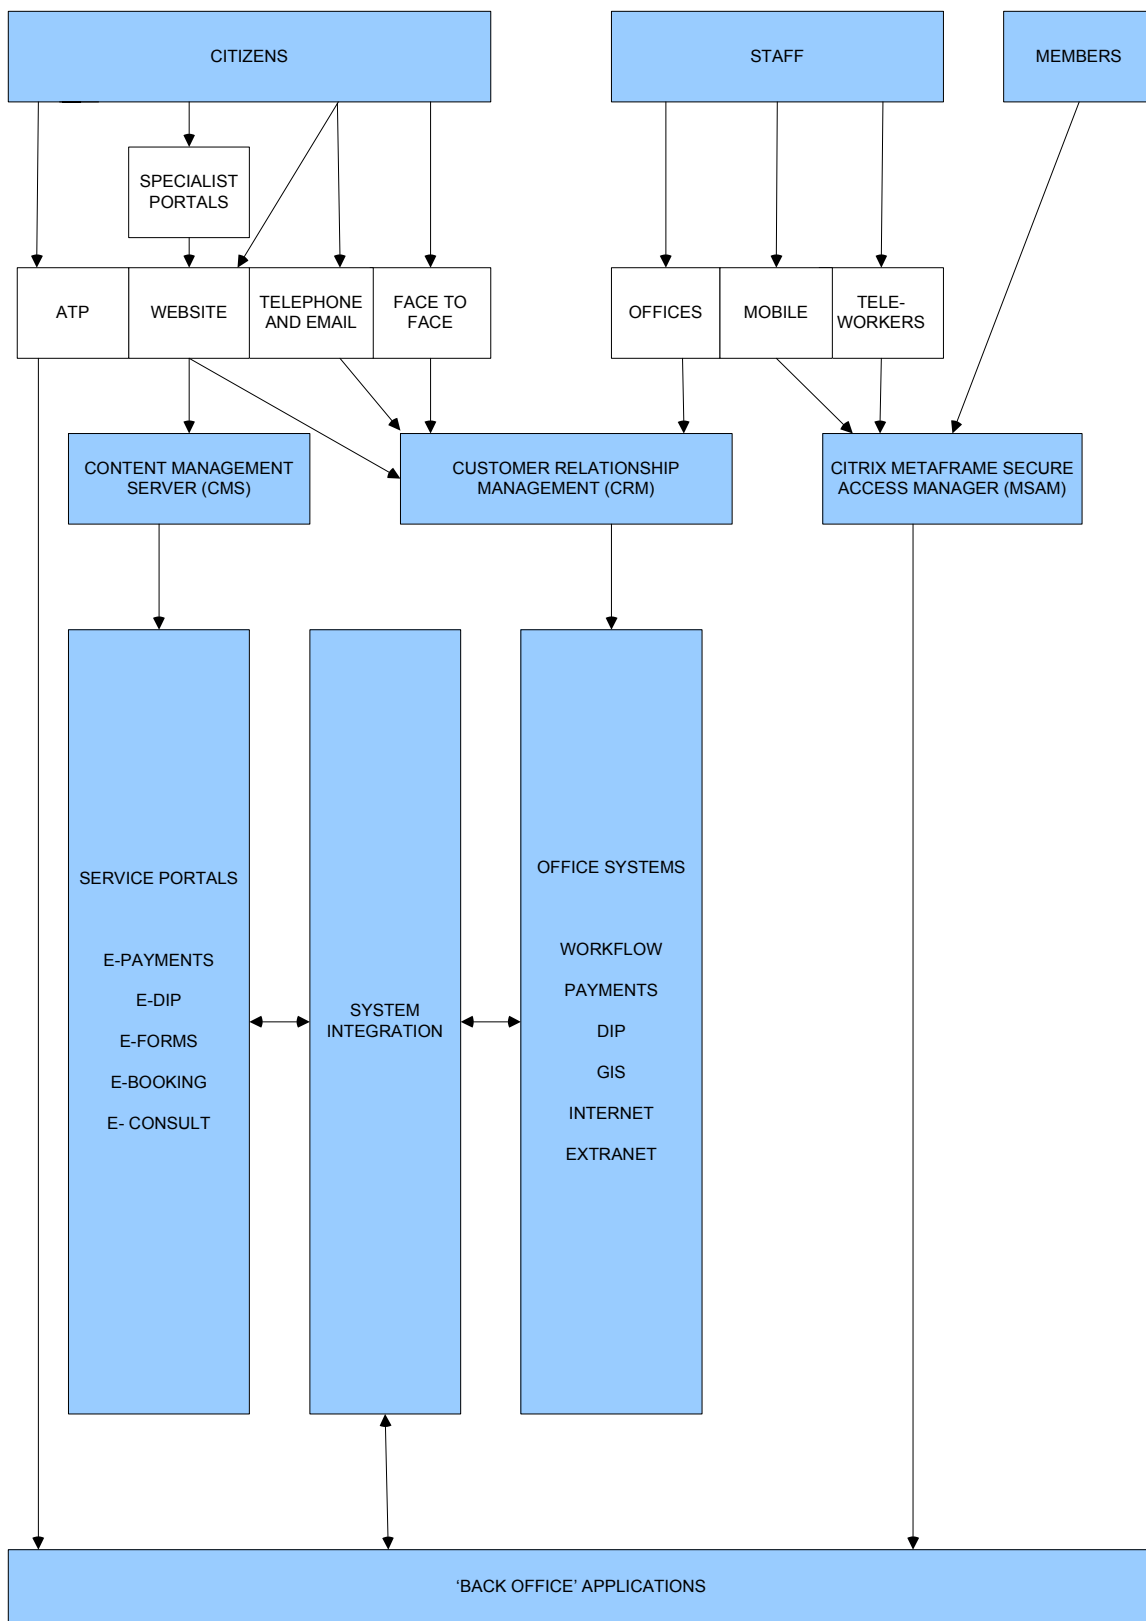 CITIZENS
STAFF
MEMBERS
SPECIALIST
PORTALS
ATP
WEBSITE
TELEPHONE
AND EMAIL
FACE TO
FACE
OFFICES
MOBILE
TELE-
WORKERS
CONTENT MANAGEMENT
SERVER (CMS)
CUSTOMER RELATIONSHIP
MANAGEMENT (CRM)
CITRIX METAFRAME SECURE
ACCESS MANAGER (MSAM)
SERVICE PORTALS
E-PAYMENTS
E-DIP
E-FORMS
E-BOOKING
E- CONSULT
SYSTEM
INTEGRATION
OFFICE SYSTEMS
WORKFLOW
PAYMENTS
DIP
GIS
INTERNET
EXTRANET
‘BACK OFFICE’ APPLICATIONS